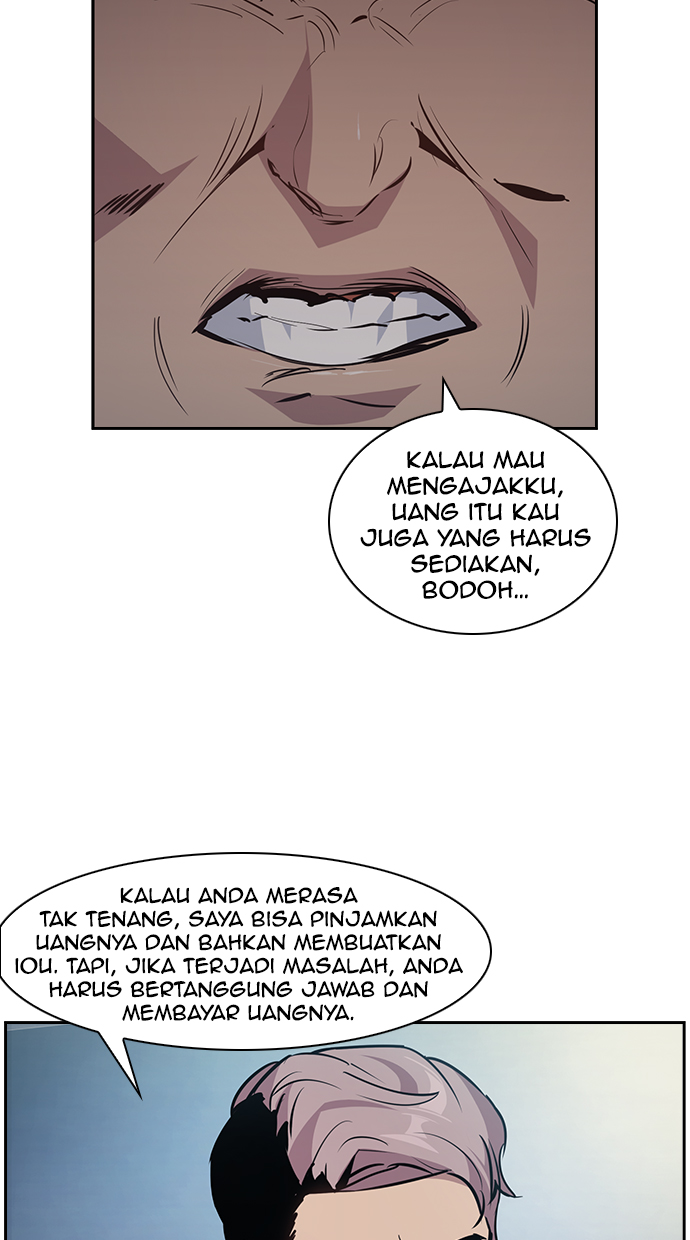 KALAU MAU
MENGAJAKKU,
UANG ITU KAU
JUGA YANG HARUS
SEDIAKAN,
BODOH...
KALAU ANDA MERASA
TAK TENANG, SAYA BISA PINJAMKAN
UANGNYA DAN BAHKAN MEMBUATKAN
IOU. TAPI, JIKA TERJADI MASALAH, ANDA
HARUS BERTANGGUNG JAWAB DAN
MEMBAYAR UANGNYA.